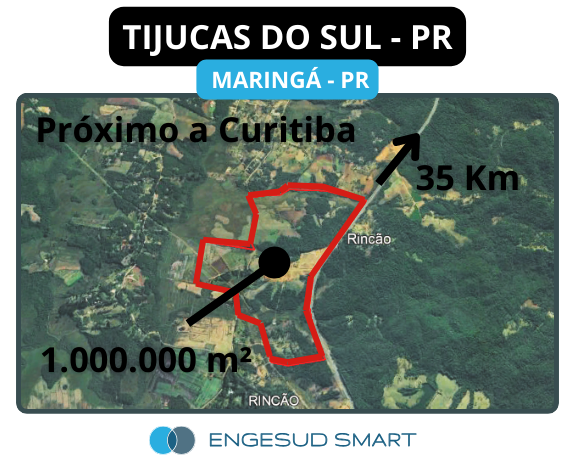 TIJUCAS DO SUL - PR
MARINGÁ - PR
Próximo a Curitiba
35 Km
Rincão
1.000.000 m²
RINCÃO
ENGESUD SMART